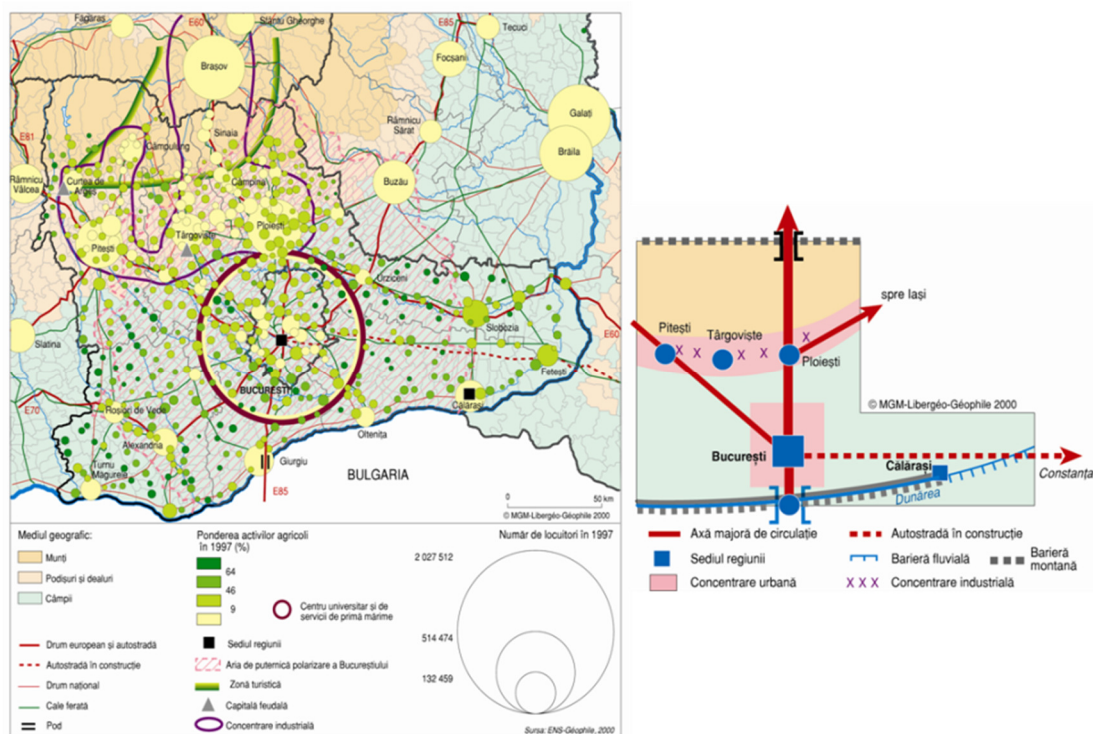 Făgăraș
E60
Sfântu Gheorghe
E85
Tecuci
Brașov
Focșani
Galați
Râmnicu
Sărat
Brăila
E81
Sinaia
Câmpulung
Râmnicu
Vâlcea
Curtea de
Argeș
Câmpina
Buzău
Ploiești
Târgoviște
Pitești
Urziceni
Slobozia
E60
Slatina
Fetești
BUCUREȘTI
E70
Roșiori de Vede
Călărași
Oltenița
Alexandria
Turnu
Măgurele
Giurgiu
BULGARIA
E85
0 50 km
© MGM-Libergéo-Géophile 2000
Mediul geografic:
Munți
Podișuri și dealuri
Câmpii
Drum european și autostradă
Autostradă în construcție
Drum național
Cale ferată
Pod
Ponderea activilor agricoli
în 1997 (%)
64
46
9
Centru universitar și de
servicii de primă mărime
Sediul regiunii
Aria de puternică polarizare a Bucureștiului
Zonă turistică
Capitală feudală
Concentrare industrială
Număr de locuitori în 1997
2 027 512
514 474
132 459
Sursa: ENS-Géophile, 2000
spre Iași
Pitești
Târgoviște
X X X X X
Ploiești
© MGM-Libergéo-Géophile 2000
București
Călărași
Constanța
Dunărea
Axă majoră de circulație
Autostradă în construcție
Sediul regiunii
Barieră fluvială
Barieră
montană
Concentrare urbană
X X X Concentrare industrială